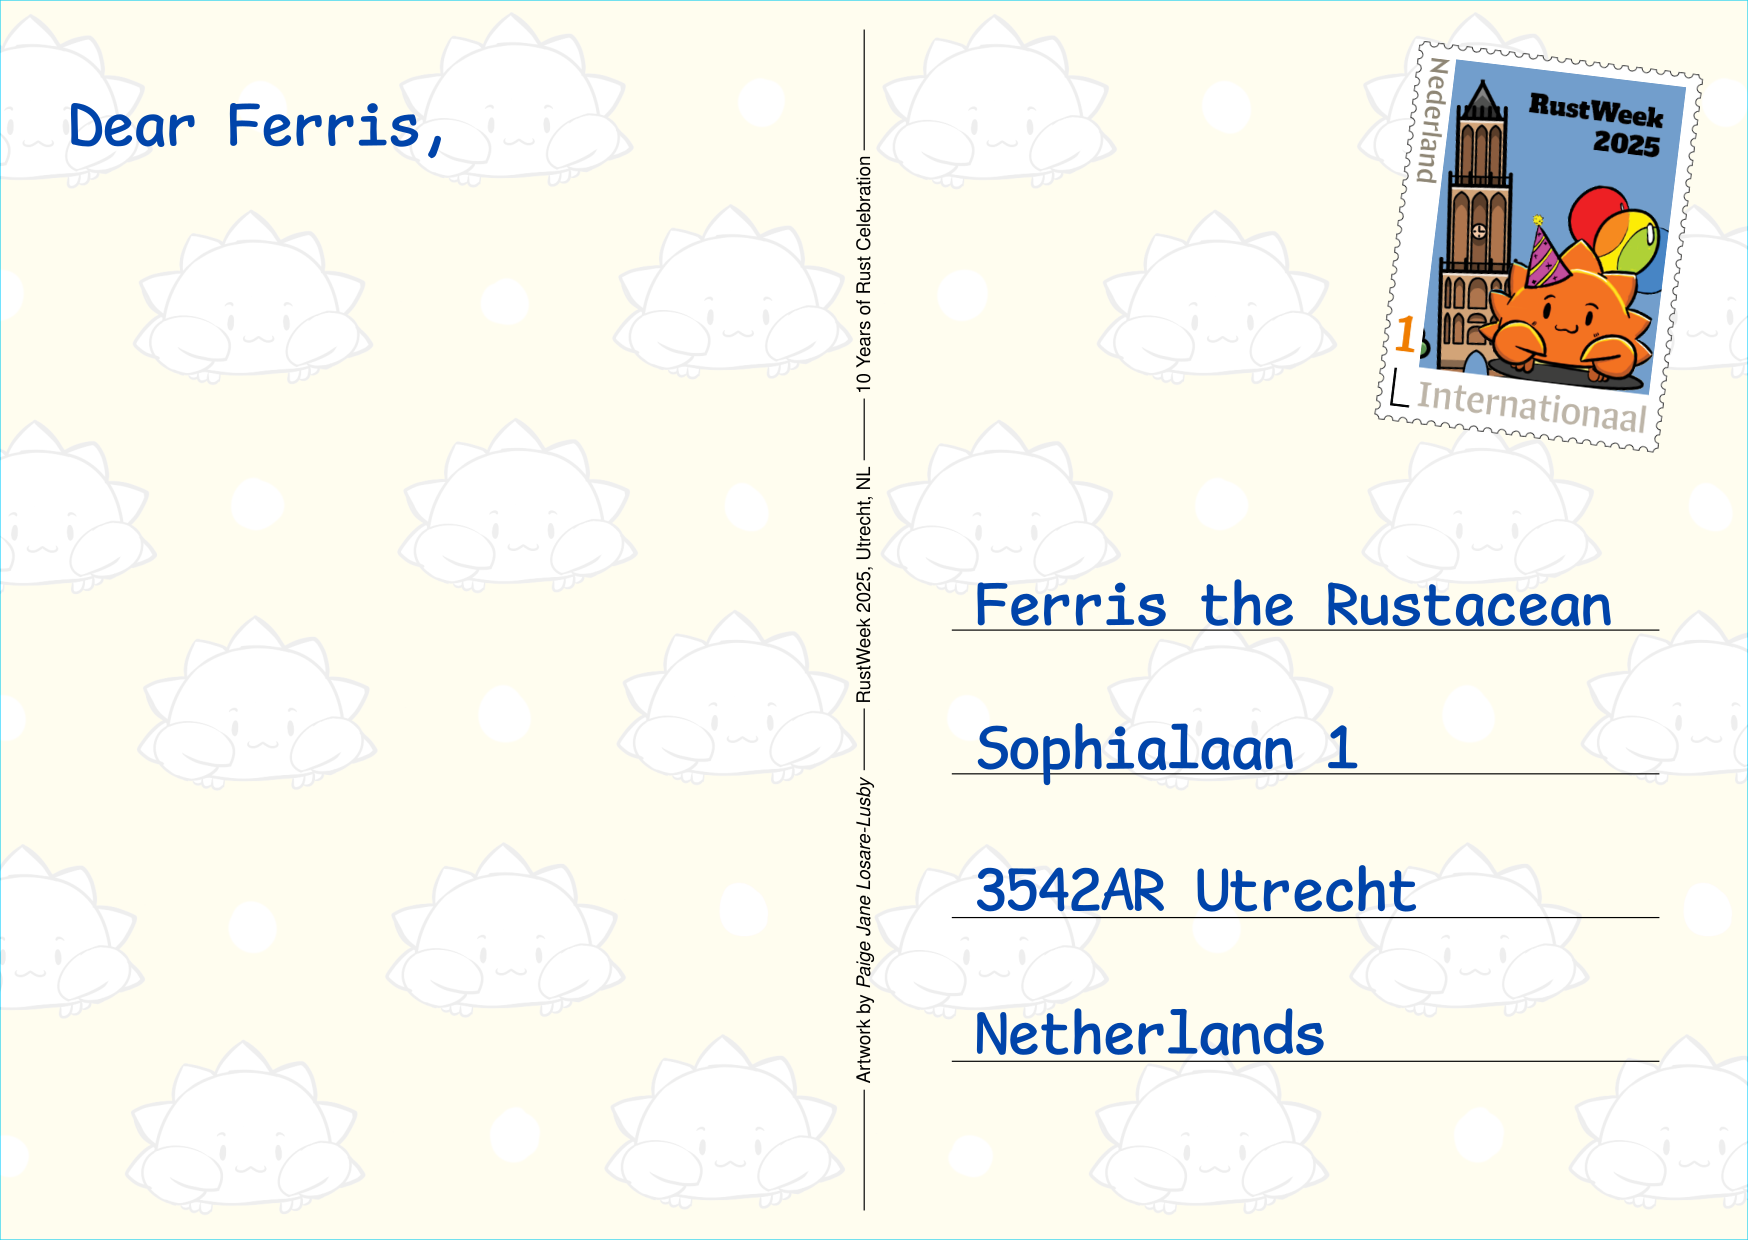 Dear Ferris,
Artwork by Paige Jane Losare-Lusby
RustWeek 2025, Utrecht, NL
10 Years of Rust Celebration
Nederland
RustWeek
2025
1
Internationaal
Ferris the Rustacean
Sophialaan 1
3542AR Utrecht
Netherlands